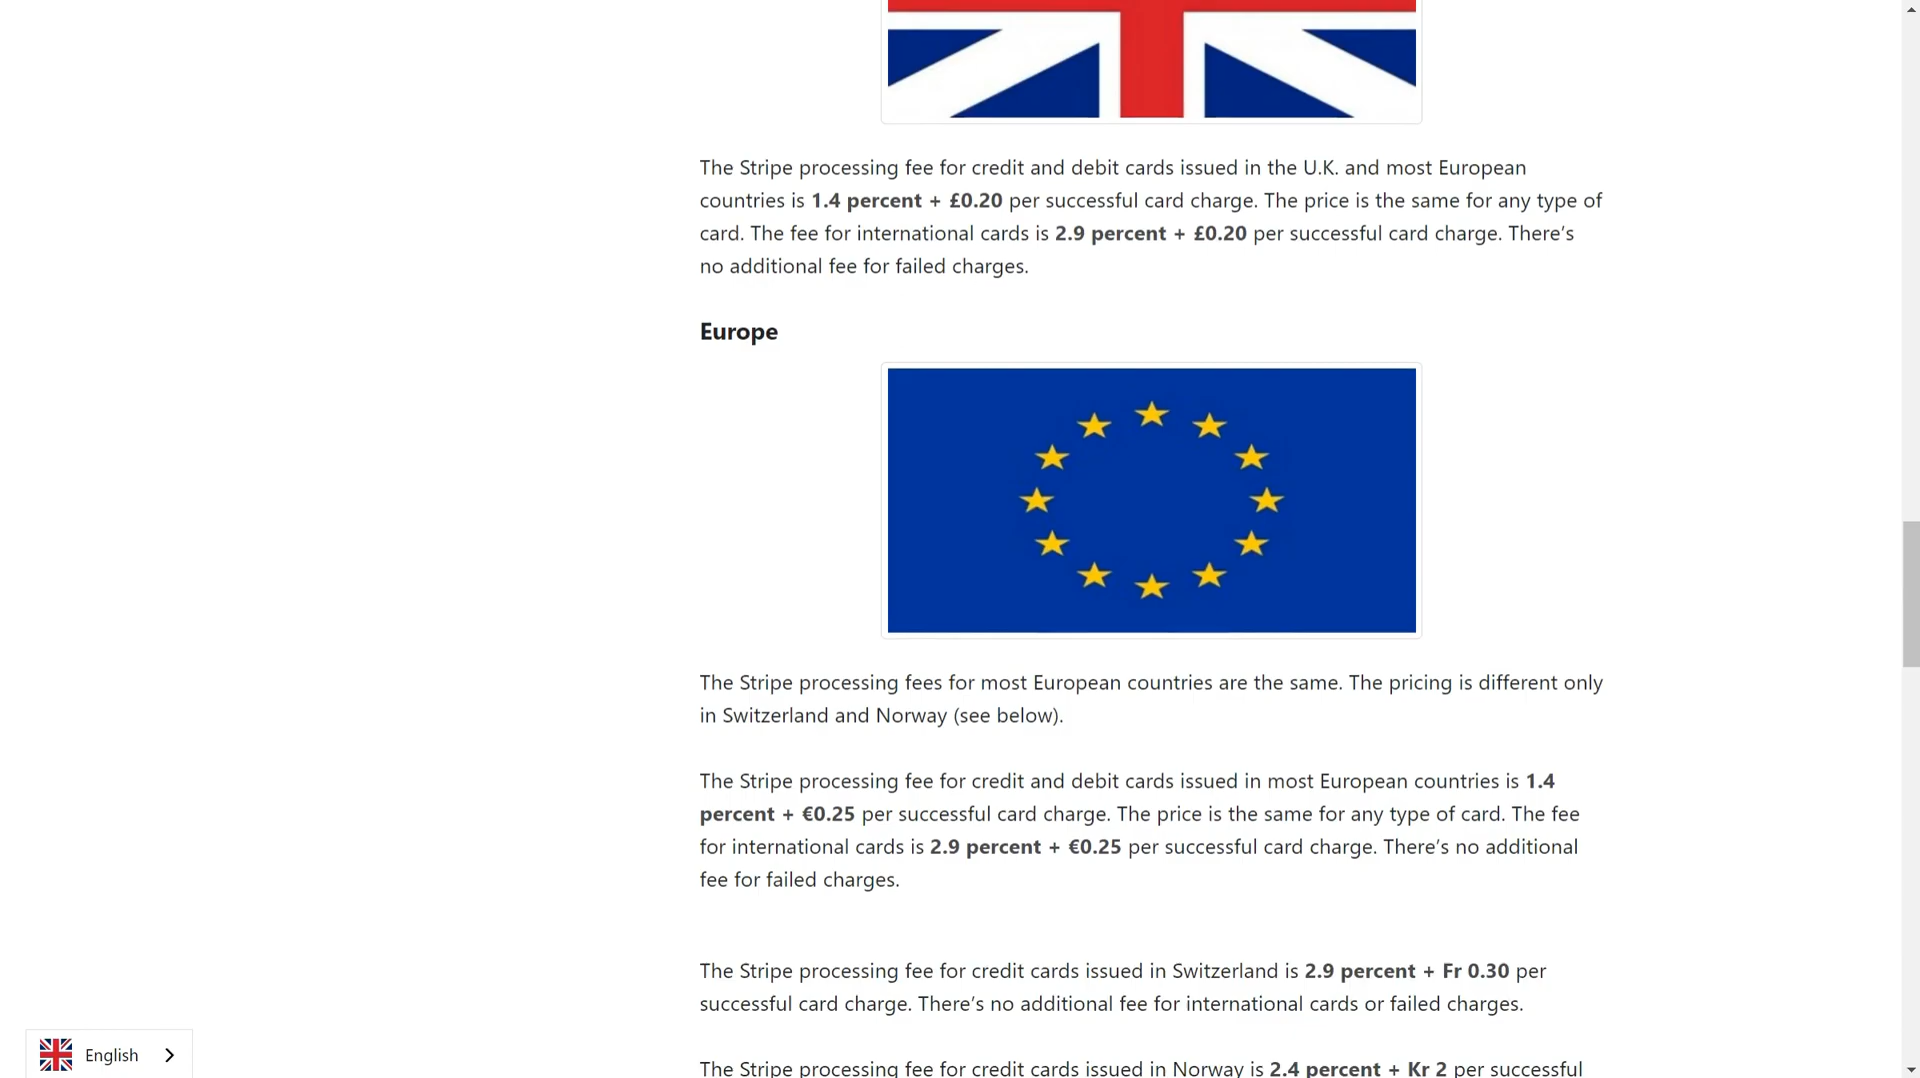 The Stripe processing fee for credit and debit cards issued in the U.K. and most European
countries is 1.4 percent + £0.20 per successful card charge. The price is the same for any type of
card. The fee for international cards is 2.9 percent + £0.20 per successful card charge. There’s
no additional fee for failed charges.
Europe
The Stripe processing fees for most European countries are the same. The pricing is different only
in Switzerland and Norway (see below).
The Stripe processing fee for credit and debit cards issued in most European countries is 1.4
percent + €0.25 per successful card charge. The price is the same for any type of card. The fee
for international cards is 2.9 percent + €0.25 per successful card charge. There’s no additional
fee for failed charges.
The Stripe processing fee for credit cards issued in Switzerland is 2.9 percent + Fr 0.30 per
successful card charge. There’s no additional fee for international cards or failed charges.
The Stripe processing fee for credit cards issued in Norway is 2.4 percent + Kr 2 per successful
English